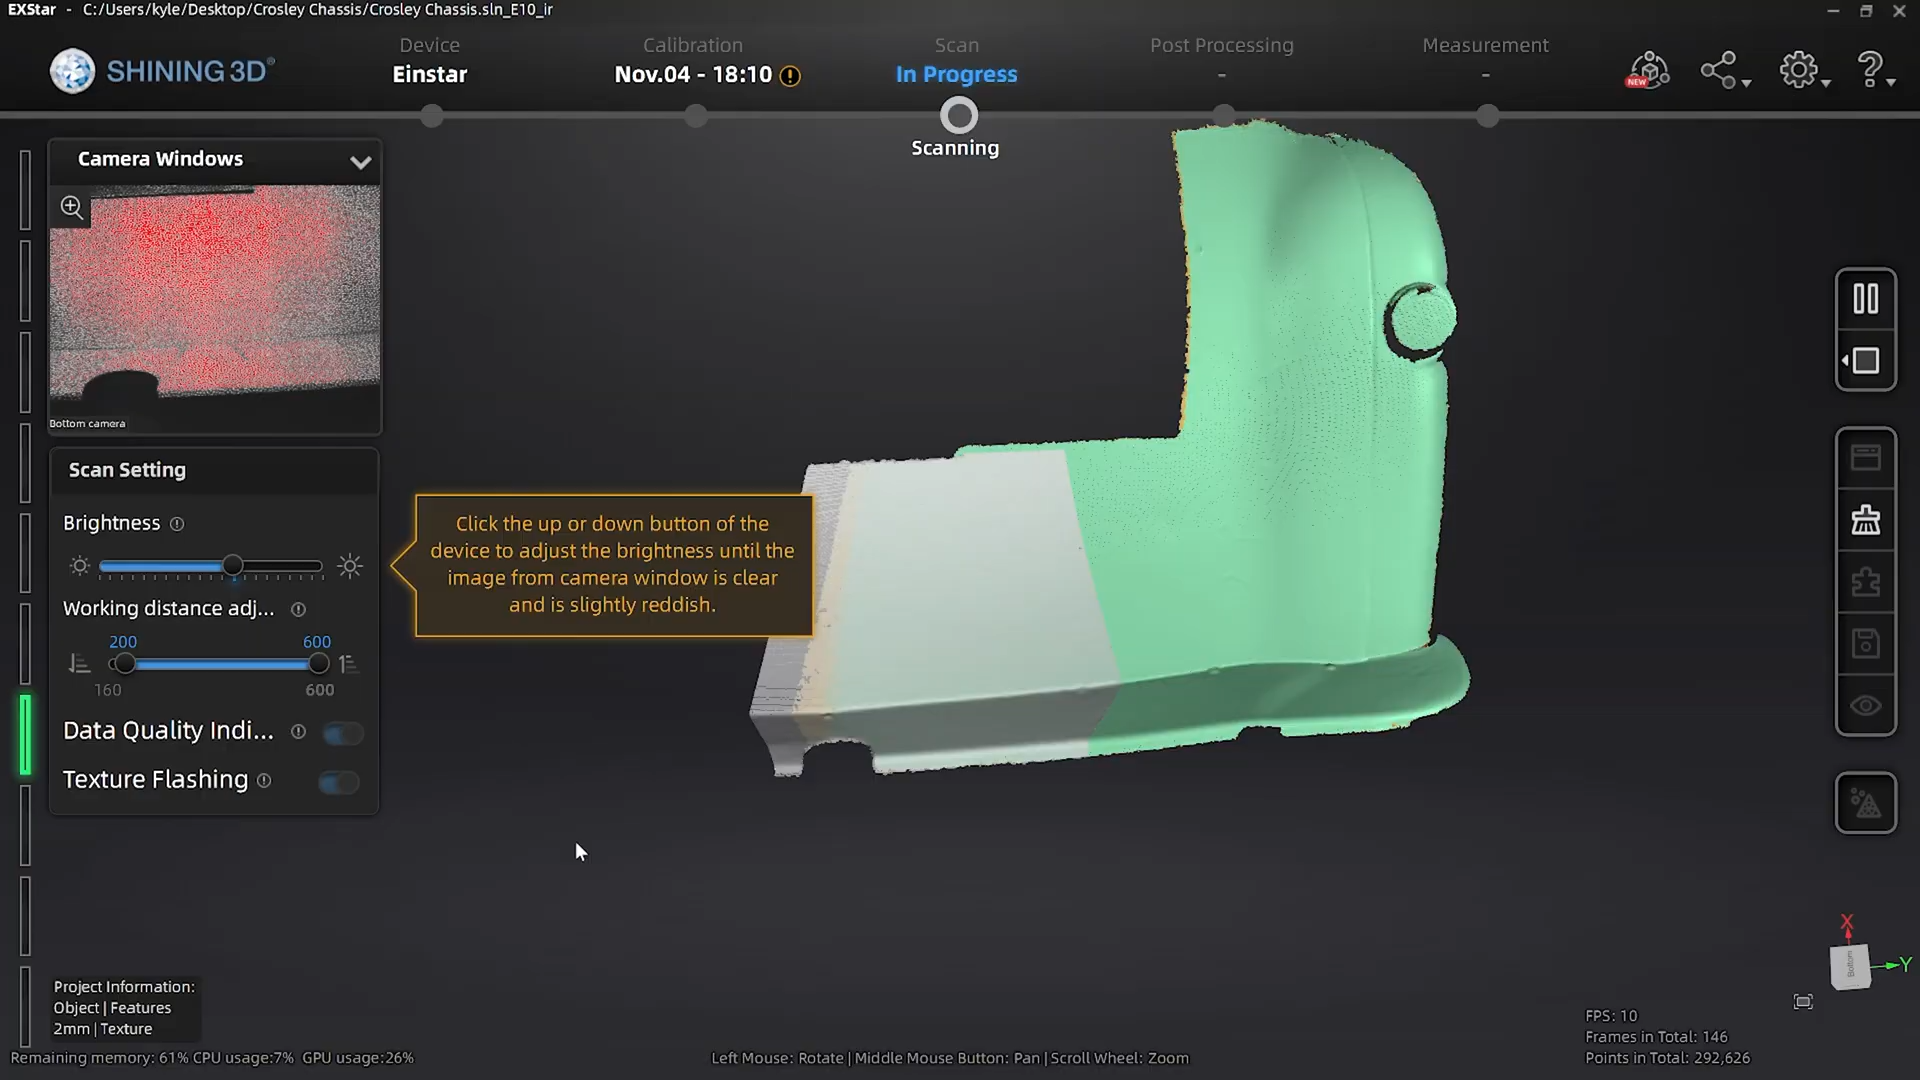 EXStar - C:/Users/kyle/Desktop/Crosley Chassis/Crosley Chassis.sln_E10_ir
SHINING 3D®
Device
Einstar
Calibration
Nov.04 - 18:10
Scan
In Progress
Scanning
Post Processing
-
Measurement
-
NEW
Camera Windows
Bottom camera
Scan Setting
Brightness
Working distance adj...
200
600
160
600
Data Quality Indi...
Texture Flashing
Click the up or down button of the
device to adjust the brightness until the
image from camera window is clear
and is slightly reddish.
X
Bottom
Y
Project Information:
Object | Features
2mm | Texture
Remaining memory: 61% CPU usage:7% GPU usage:26%
Left Mouse: Rotate | Middle Mouse Button: Pan | Scroll Wheel: Zoom
FPS: 10
Frames in Total: 146
Points in Total: 292,626